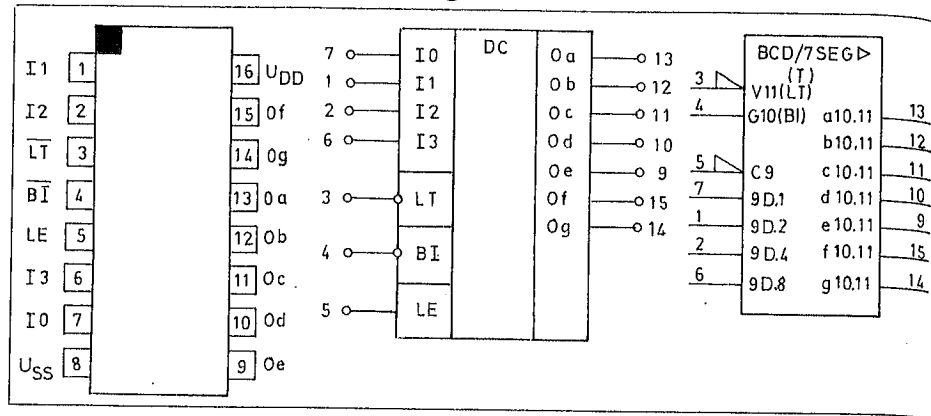 I1 1
I2 2
LT 3
BI 4
LE 5
I3 6
I0 7
USS 8
16 UDD
15 Of
14 Og
13 Oa
12 Ob
11 Oc
10 Od
9 Oe
DC
7 I0
1 I1
2 I2
6 I3
3 LT
4 BI
5 LE
Oa 13
Ob 12
Oc 11
Od 10
Oe 9
Of 15
Og 14
BCD/7SEG▷
(T)
3 V11(LT)
4 G10(BI)
5 C9
7 9D.1
1 9D.2
2 9D.4
6 9D.8
a10.11 13
b10.11 12
c10.11 11
d10.11 10
e10.11 9
f10.11 15
g10.11 14